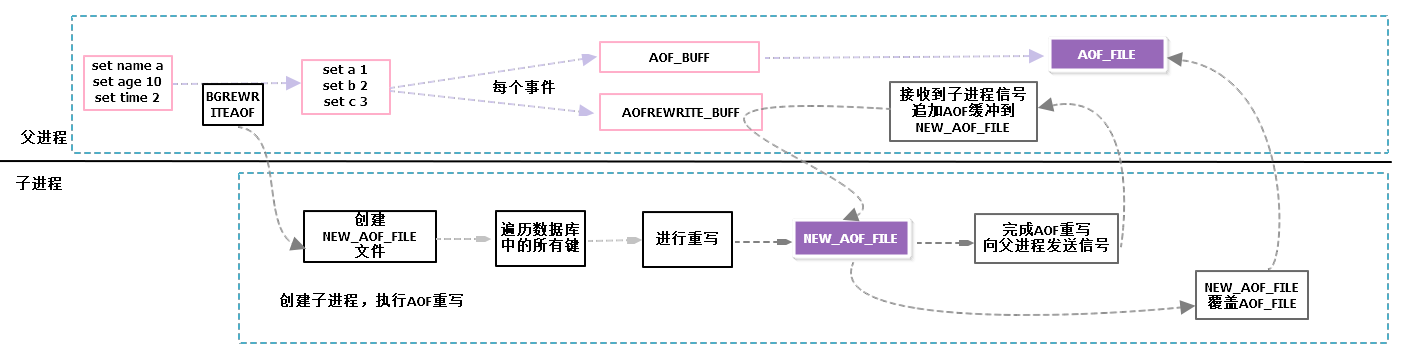 set name a
set age 10
set time 2
BGREWR
ITEAOF
set a 1
set b 2
set c 3
每个事件
AOF_BUFF
AOFREWRITE_BUFF
接收到子进程信号
追加AOF缓冲到
NEW_AOF_FILE
AOF_FILE
父进程
子进程
创建
NEW_AOF_FILE
文件
遍历数据库
中的所有键
进行重写
NEW_AOF_FILE
完成AOF重写
向父进程发送信号
NEW_AOF_FILE
覆盖AOF_FILE
创建子进程，执行AOF重写